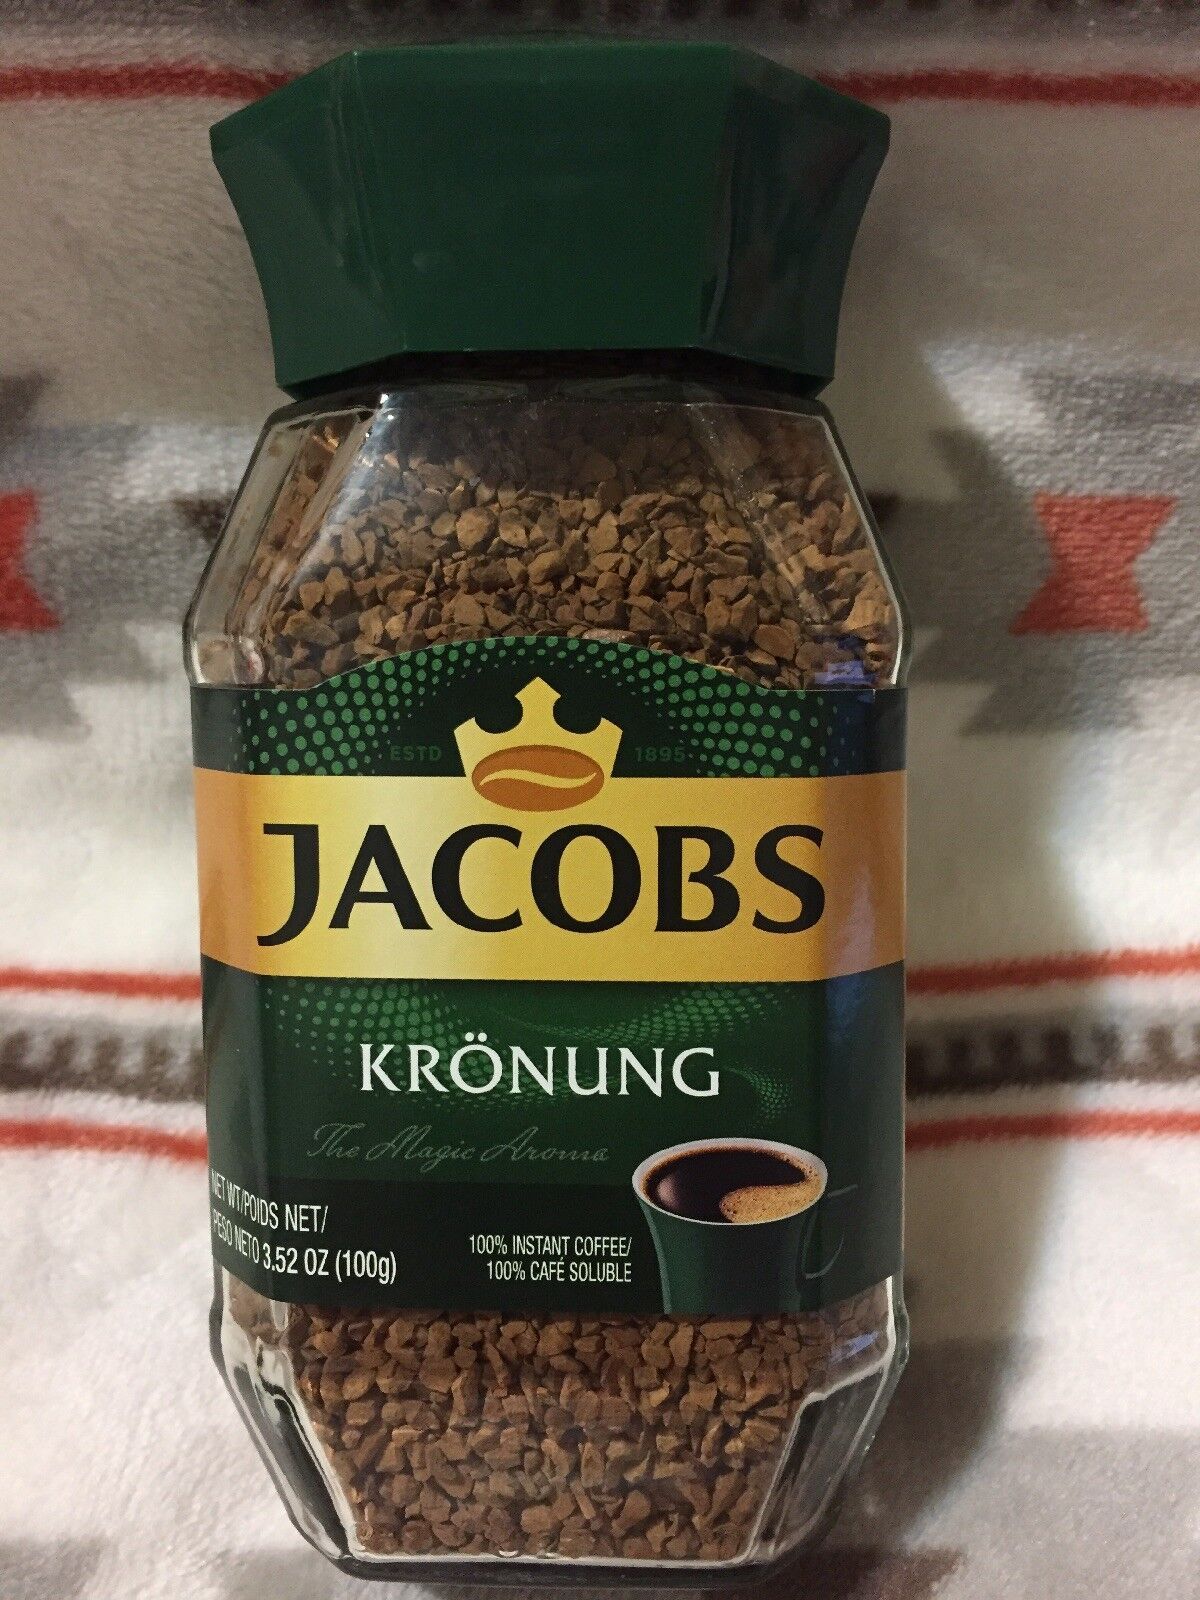 ESTD 1895
JACOBS
KRÖNUNG
The Magic Aroma
NET WT/POIDS NET/
PESO NETO 3.52 OZ (100g)
100% INSTANT COFFEE/
100% CAFÉ SOLUBLE